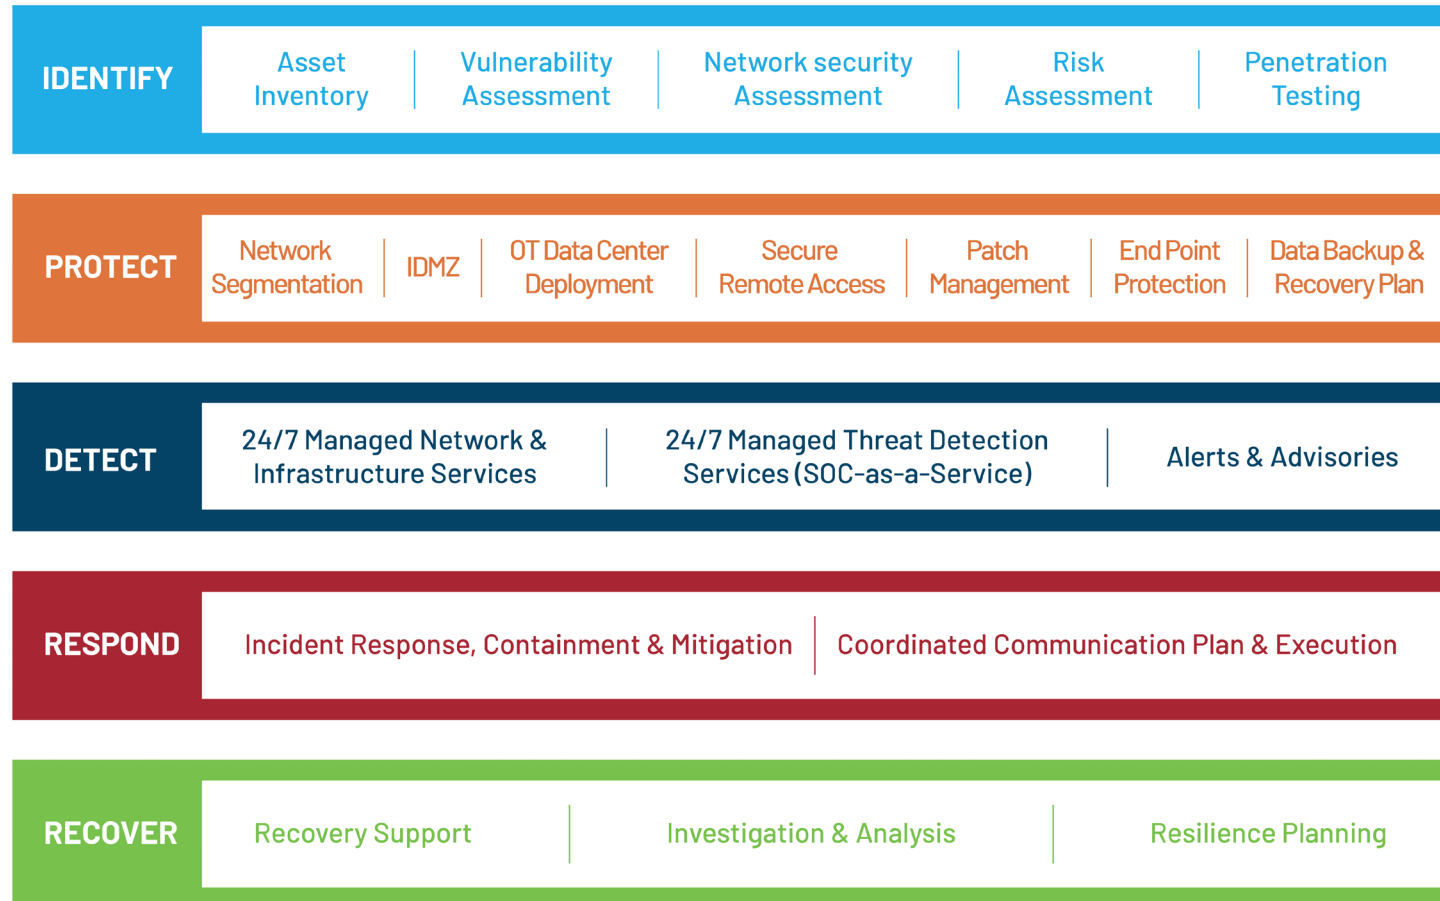 IDENTIFY
Asset
Inventory
Vulnerability
Assessment
Network security
Assessment
Risk
Assessment
Penetration
Testing
PROTECT
Network
Segmentation
IDMZ
OT Data Center
Deployment
Secure
Remote Access
Patch
Management
End Point
Protection
Data Backup &
Recovery Plan
DETECT
24/7 Managed Network &
Infrastructure Services
24/7 Managed Threat Detection
Services (SOC-as-a-Service)
Alerts & Advisories
RESPOND
Incident Response, Containment & Mitigation
Coordinated Communication Plan & Execution
RECOVER
Recovery Support
Investigation & Analysis
Resilience Planning